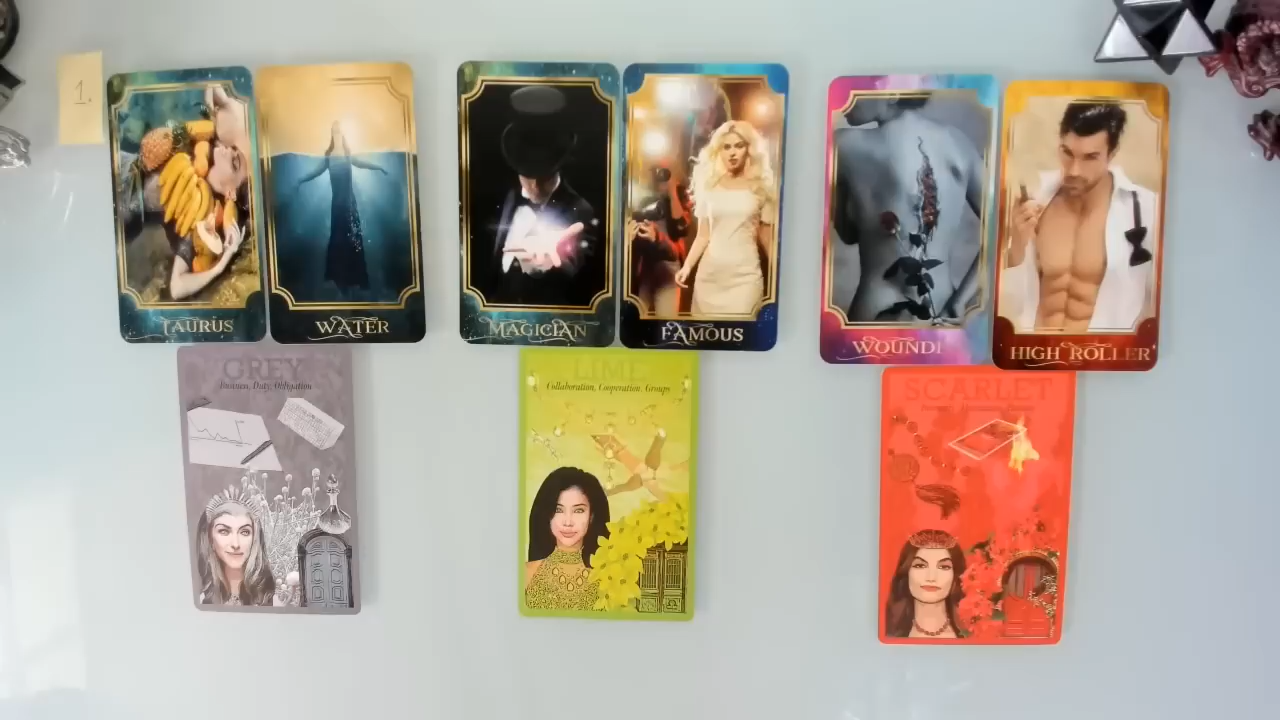 1.
TAURUS
WATER
MAGICIAN
FAMOUS
WOUND
HIGH ROLLER
GREY
Business, Duty, Obligation
LIME
Collaboration, Cooperation, Groups
SCARLET